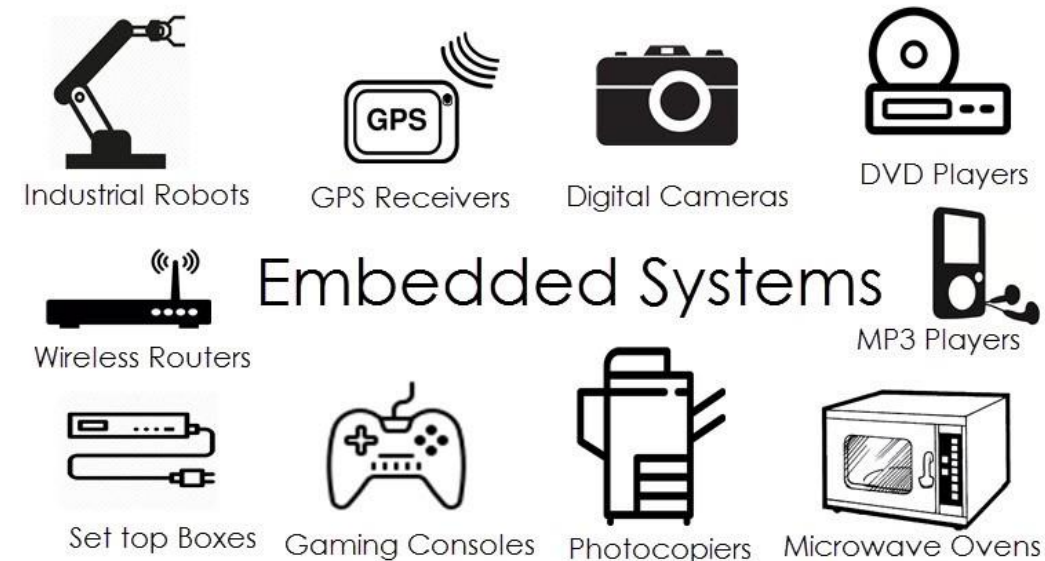 GPS
Industrial Robots
GPS Receivers
Digital Cameras
DVD Players
Embedded Systems
Wireless Routers
MP3 Players
Set top Boxes
Gaming Consoles
Photocopiers
Microwave Ovens